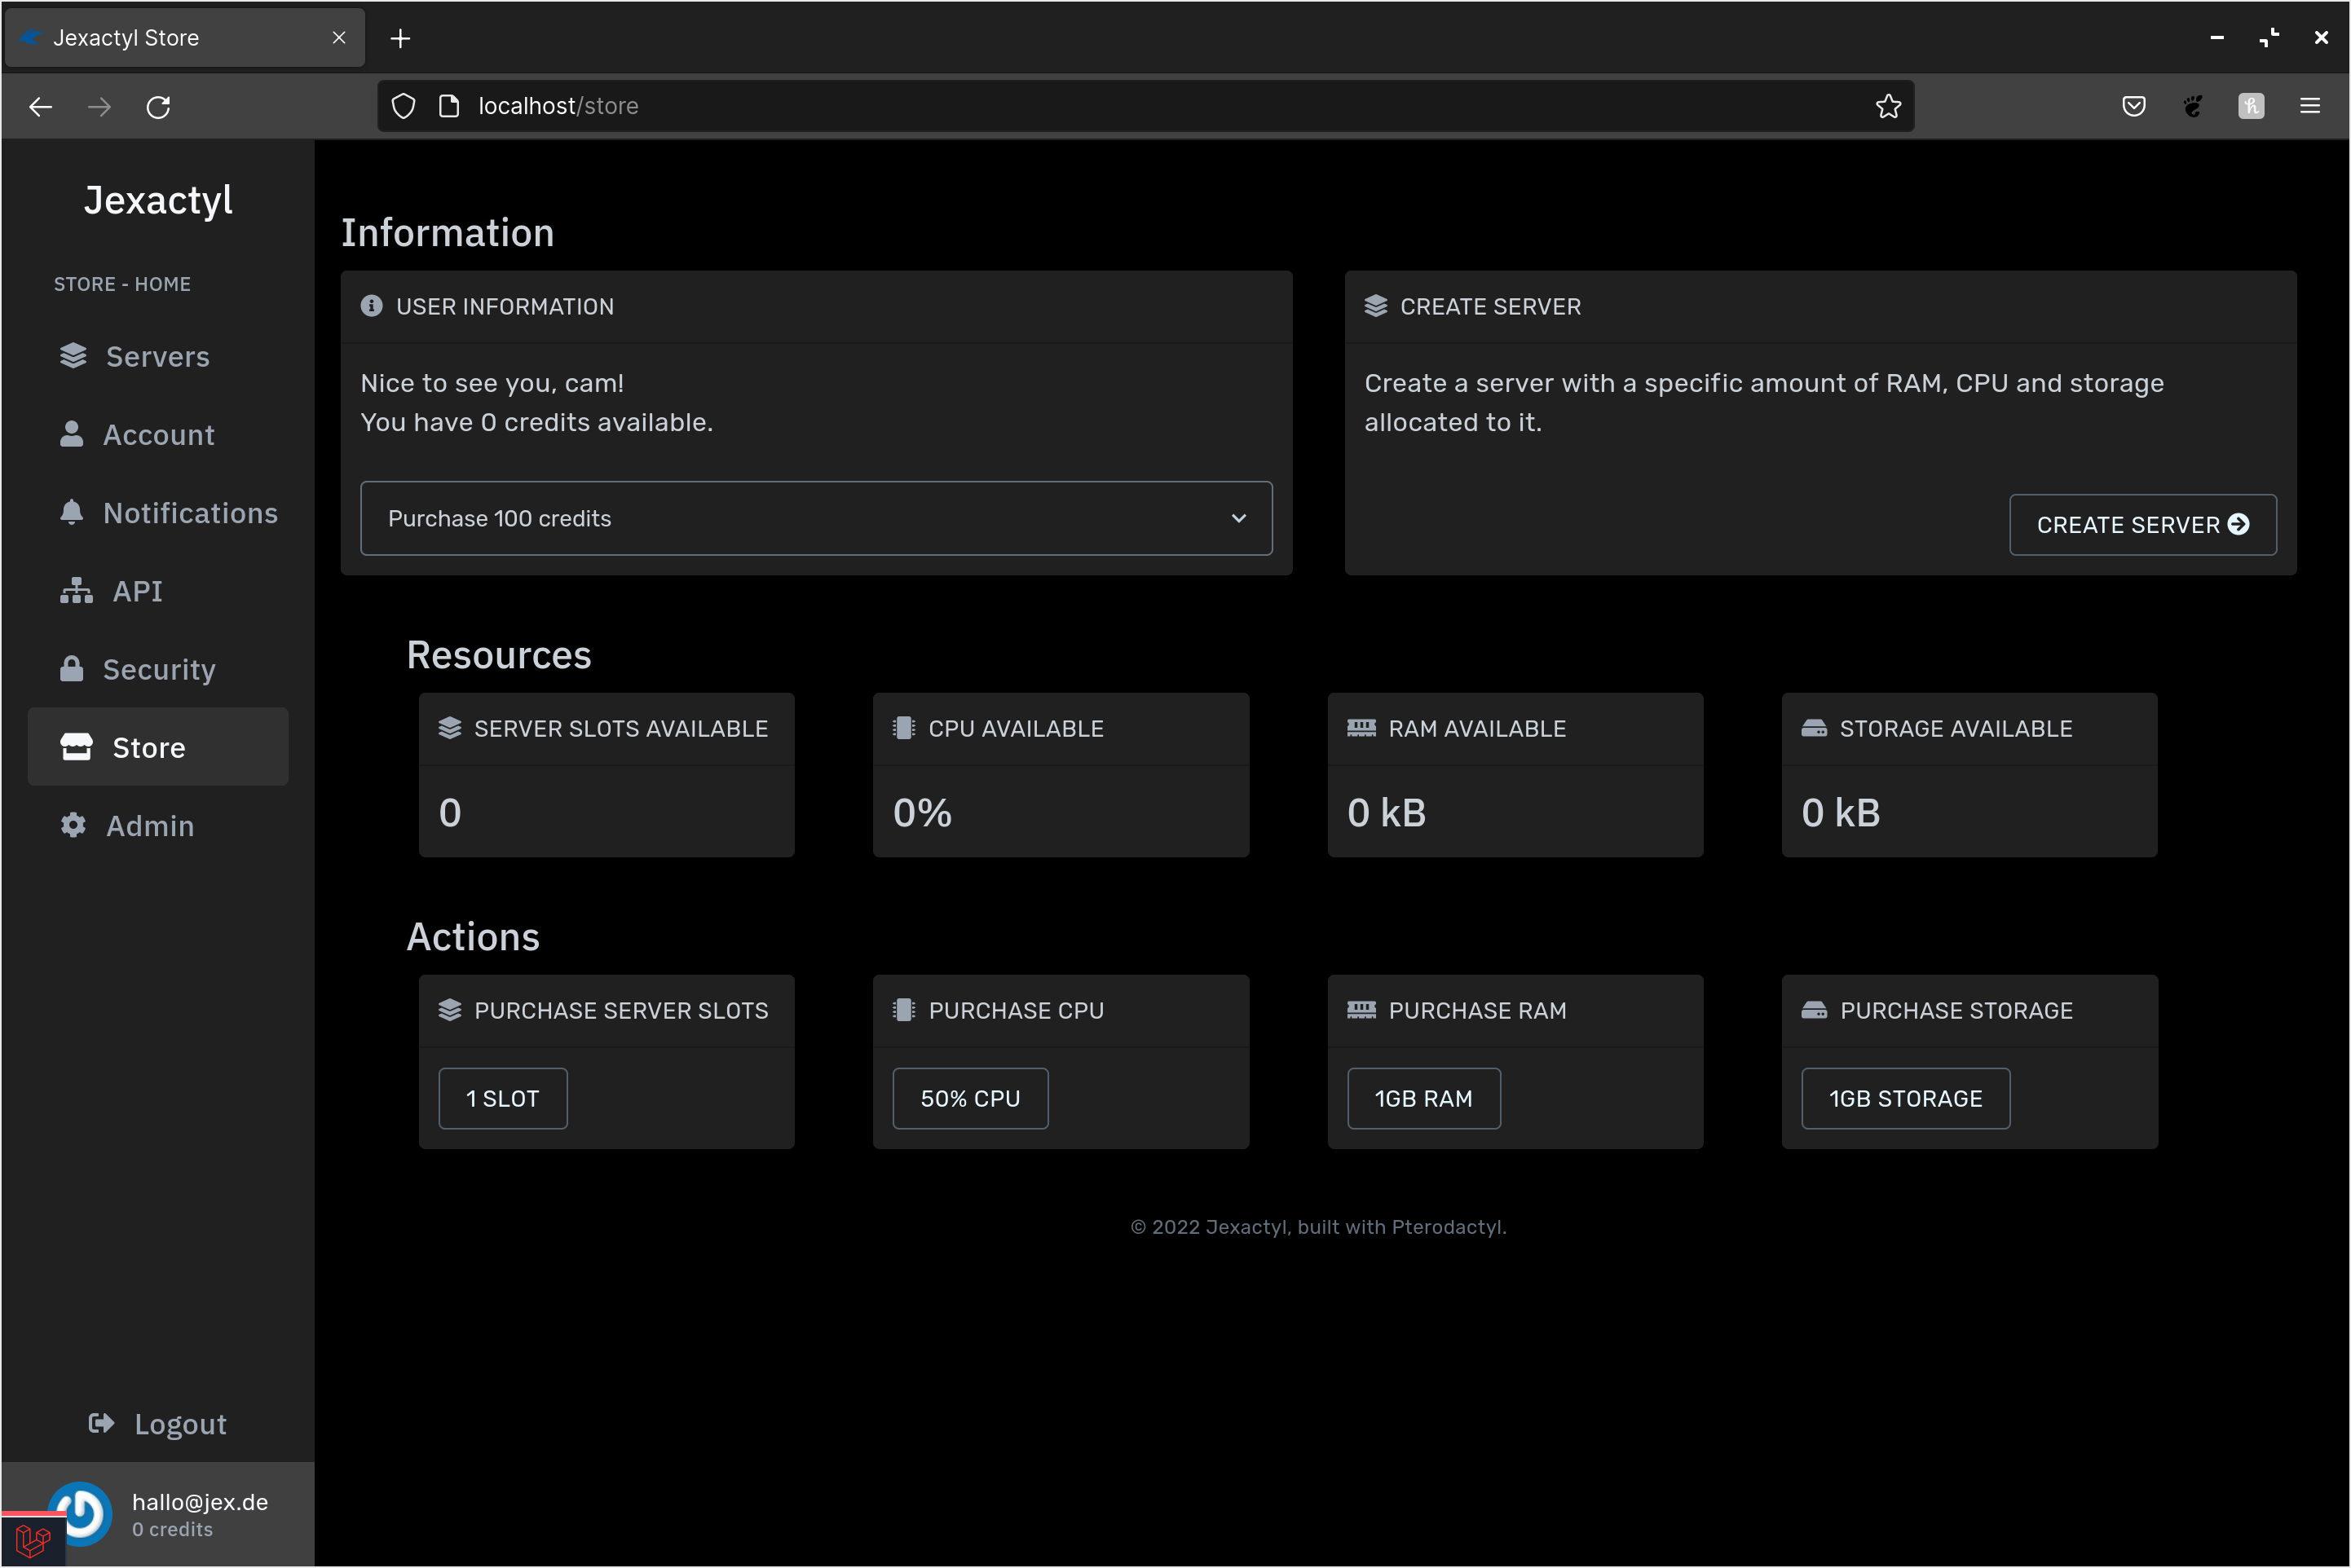 Jexactyl Store
localhost/store
Jexactyl
STORE - HOME
Servers
Account
Notifications
API
Security
Store
Admin
Logout
hallo@jex.de
0 credits
Information
USER INFORMATION
Nice to see you, cam!
You have 0 credits available.
Purchase 100 credits
CREATE SERVER
Create a server with a specific amount of RAM, CPU and storage
allocated to it.
CREATE SERVER
Resources
SERVER SLOTS AVAILABLE
0
CPU AVAILABLE
0%
RAM AVAILABLE
0 kB
STORAGE AVAILABLE
0 kB
Actions
PURCHASE SERVER SLOTS
1 SLOT
PURCHASE CPU
50% CPU
PURCHASE RAM
1GB RAM
PURCHASE STORAGE
1GB STORAGE
© 2022 Jexactyl, built with Pterodactyl.